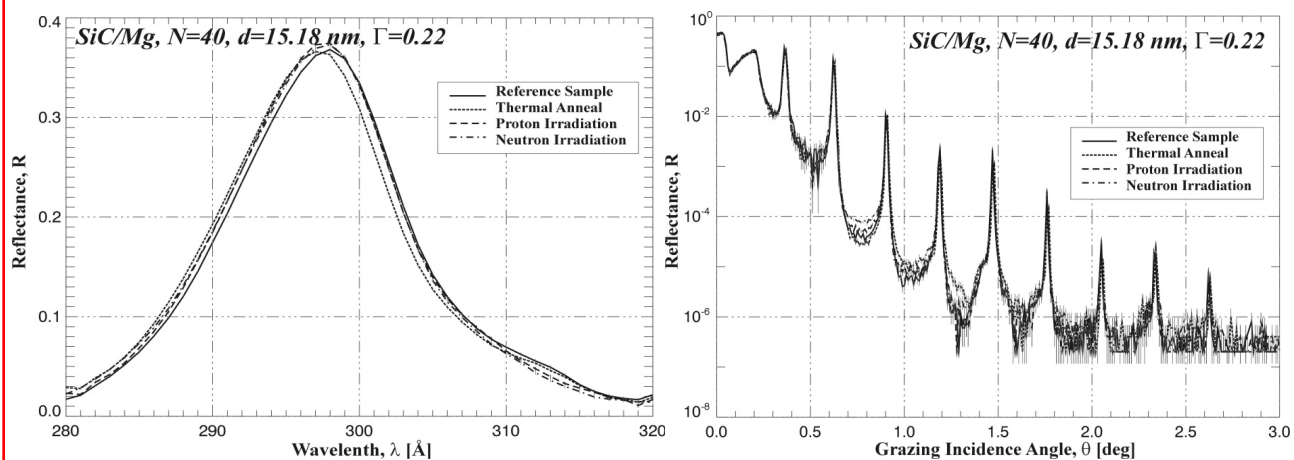 SiC/Mg, N=40, d=15.18 nm, Γ=0.22
Reflectance, R
0.4
0.3
0.2
0.1
0.0
Reference Sample
Thermal Anneal
Proton Irradiation
Neutron Irradiation
280
290
300
310
320
Wavelenth, λ [Å]
SiC/Mg, N=40, d=15.18 nm, Γ=0.22
Reflectance, R
10^0
10^-2
10^-4
10^-6
10^-8
Reference Sample
Thermal Anneal
Proton Irradiation
Neutron Irradiation
0.0
0.5
1.0
1.5
2.0
2.5
3.0
Grazing Incidence Angle, θ [deg]